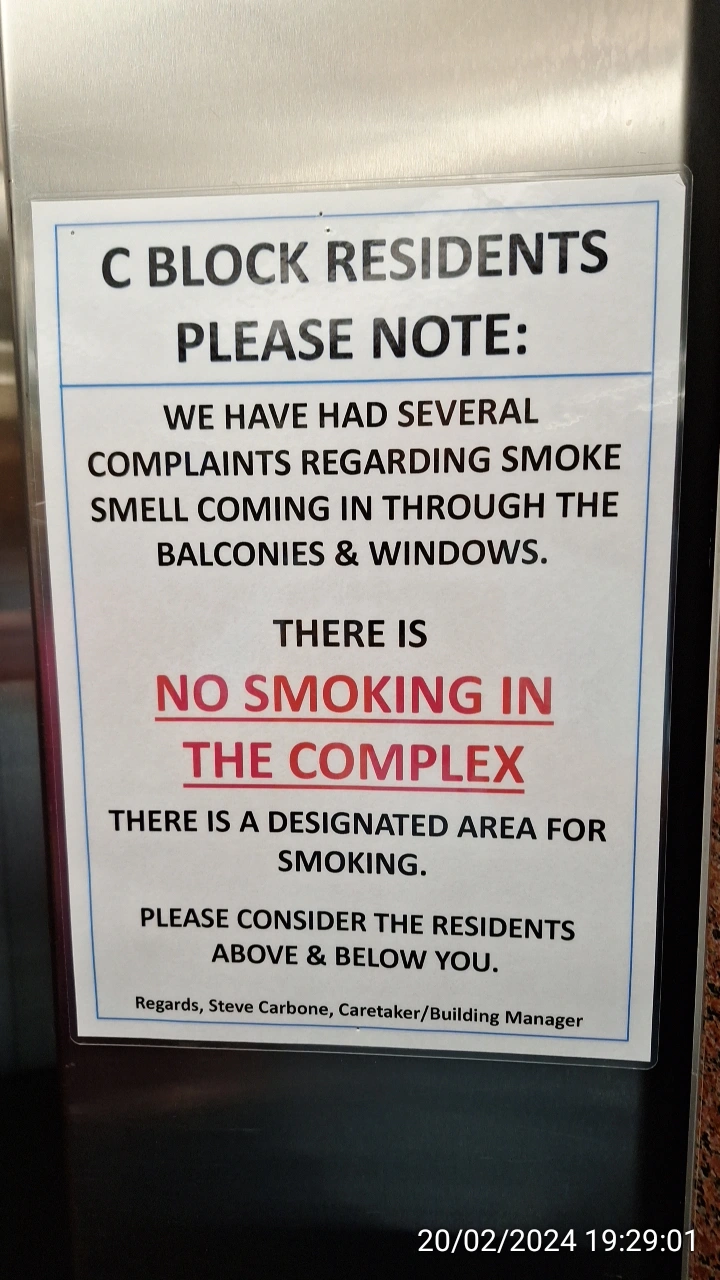 C BLOCK RESIDENTS
PLEASE NOTE:
WE HAVE HAD SEVERAL
COMPLAINTS REGARDING SMOKE
SMELL COMING IN THROUGH THE
BALCONIES & WINDOWS.
THERE IS
NO SMOKING IN
THE COMPLEX
THERE IS A DESIGNATED AREA FOR
SMOKING.
PLEASE CONSIDER THE RESIDENTS
ABOVE & BELOW YOU.
Regards, Steve Carbone, Caretaker/Building Manager
20/02/2024 19:29:01